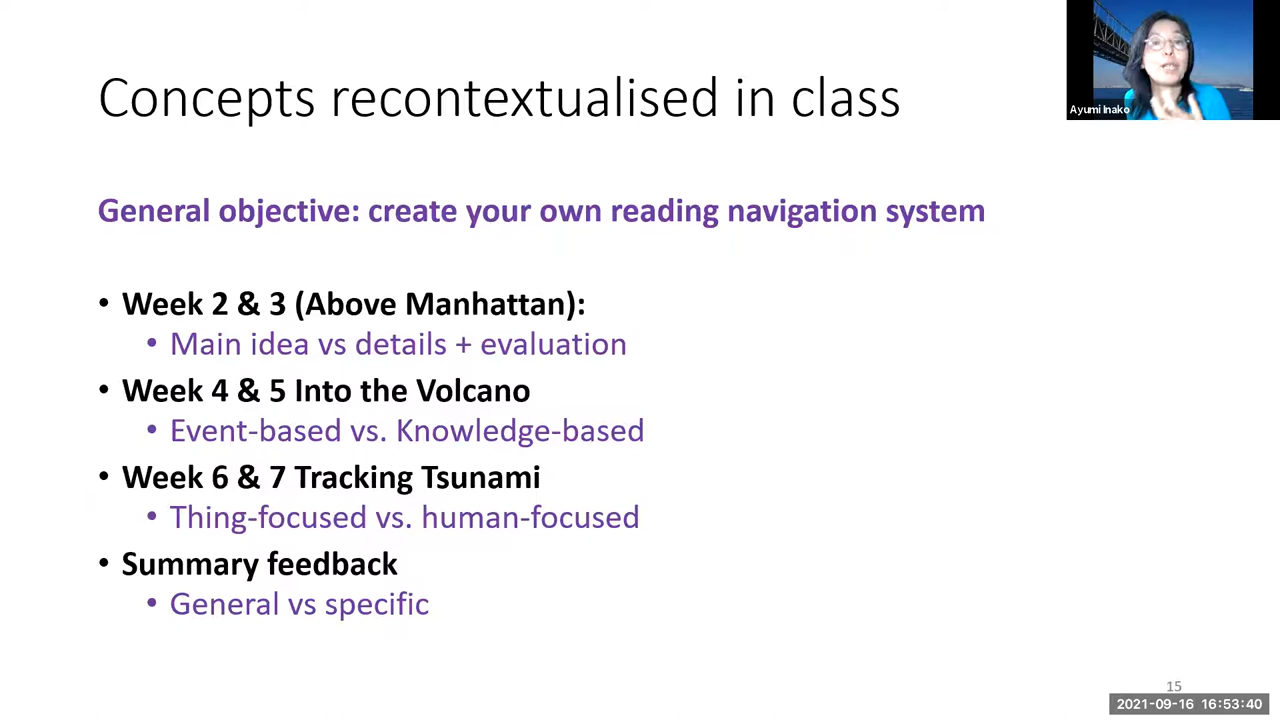 Concepts recontextualised in class
Ayumi Inako
General objective: create your own reading navigation system
• Week 2 & 3 (Above Manhattan):
• Main idea vs details + evaluation
• Week 4 & 5 Into the Volcano
• Event-based vs. Knowledge-based
• Week 6 & 7 Tracking Tsunami
• Thing-focused vs. human-focused
• Summary feedback
• General vs specific
15
2021-09-16 16:53:40